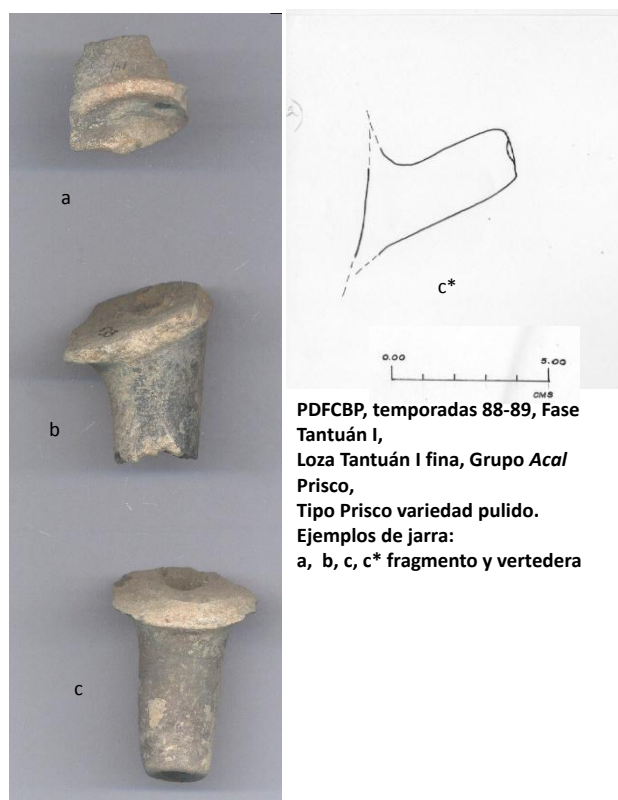 a
b
c
c*
0.00 5.00
CMS
PDFCBP, temporadas 88-89, Fase
Tantuán I,
Loza Tantuán I fina, Grupo Acal
Prisco,
Tipo Prisco variedad pulido.
Ejemplos de jarra:
a, b, c, c* fragmento y vertedera